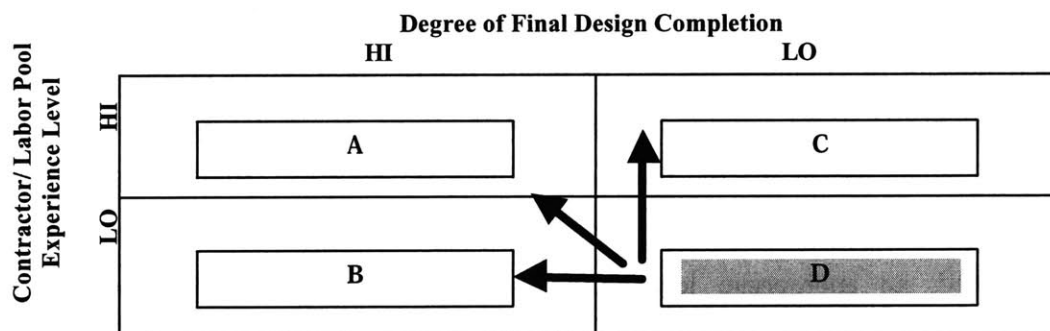 Degree of Final Design Completion
HI LO
Contractor/ Labor Pool
Experience Level
HI
A C
LO
B D